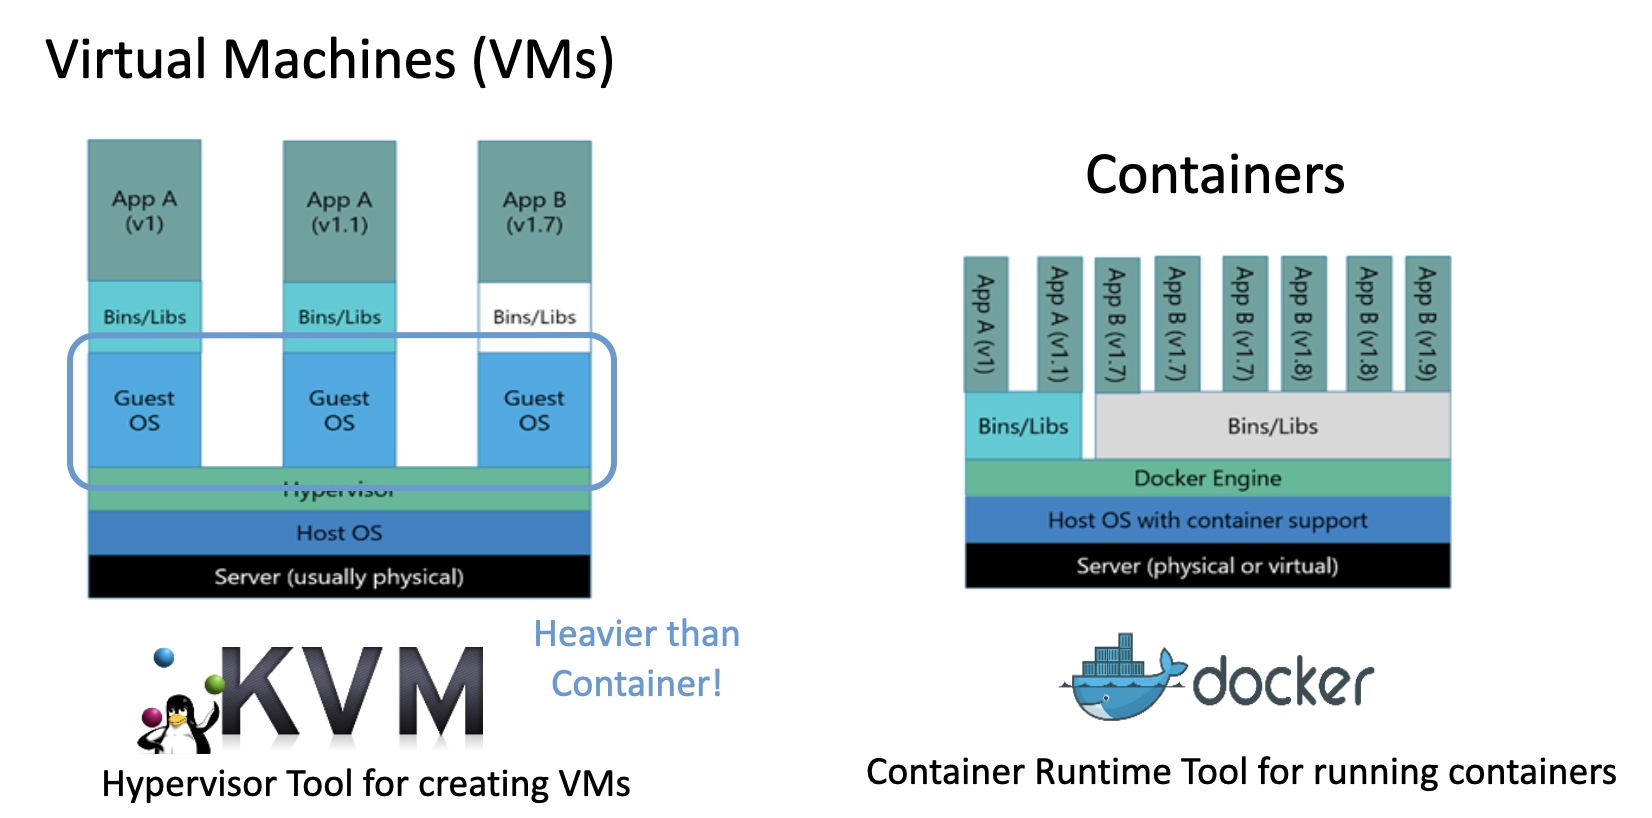 Virtual Machines (VMs)
App A
(v1)
App A
(v1.1)
App B
(v1.7)
Bins/Libs
Bins/Libs
Bins/Libs
Guest
OS
Guest
OS
Guest
OS
Hypervisor
Host OS
Server (usually physical)
Heavier than
Container!
KVM
Hypervisor Tool for creating VMs
Containers
App A (v1)
App A (v1.1)
App B (v1.7)
App B (v1.7)
App B (v1.7)
App B (v1.8)
App B (v1.8)
App B (v1.9)
Bins/Libs
Bins/Libs
Docker Engine
Host OS with container support
Server (physical or virtual)
docker
Container Runtime Tool for running containers